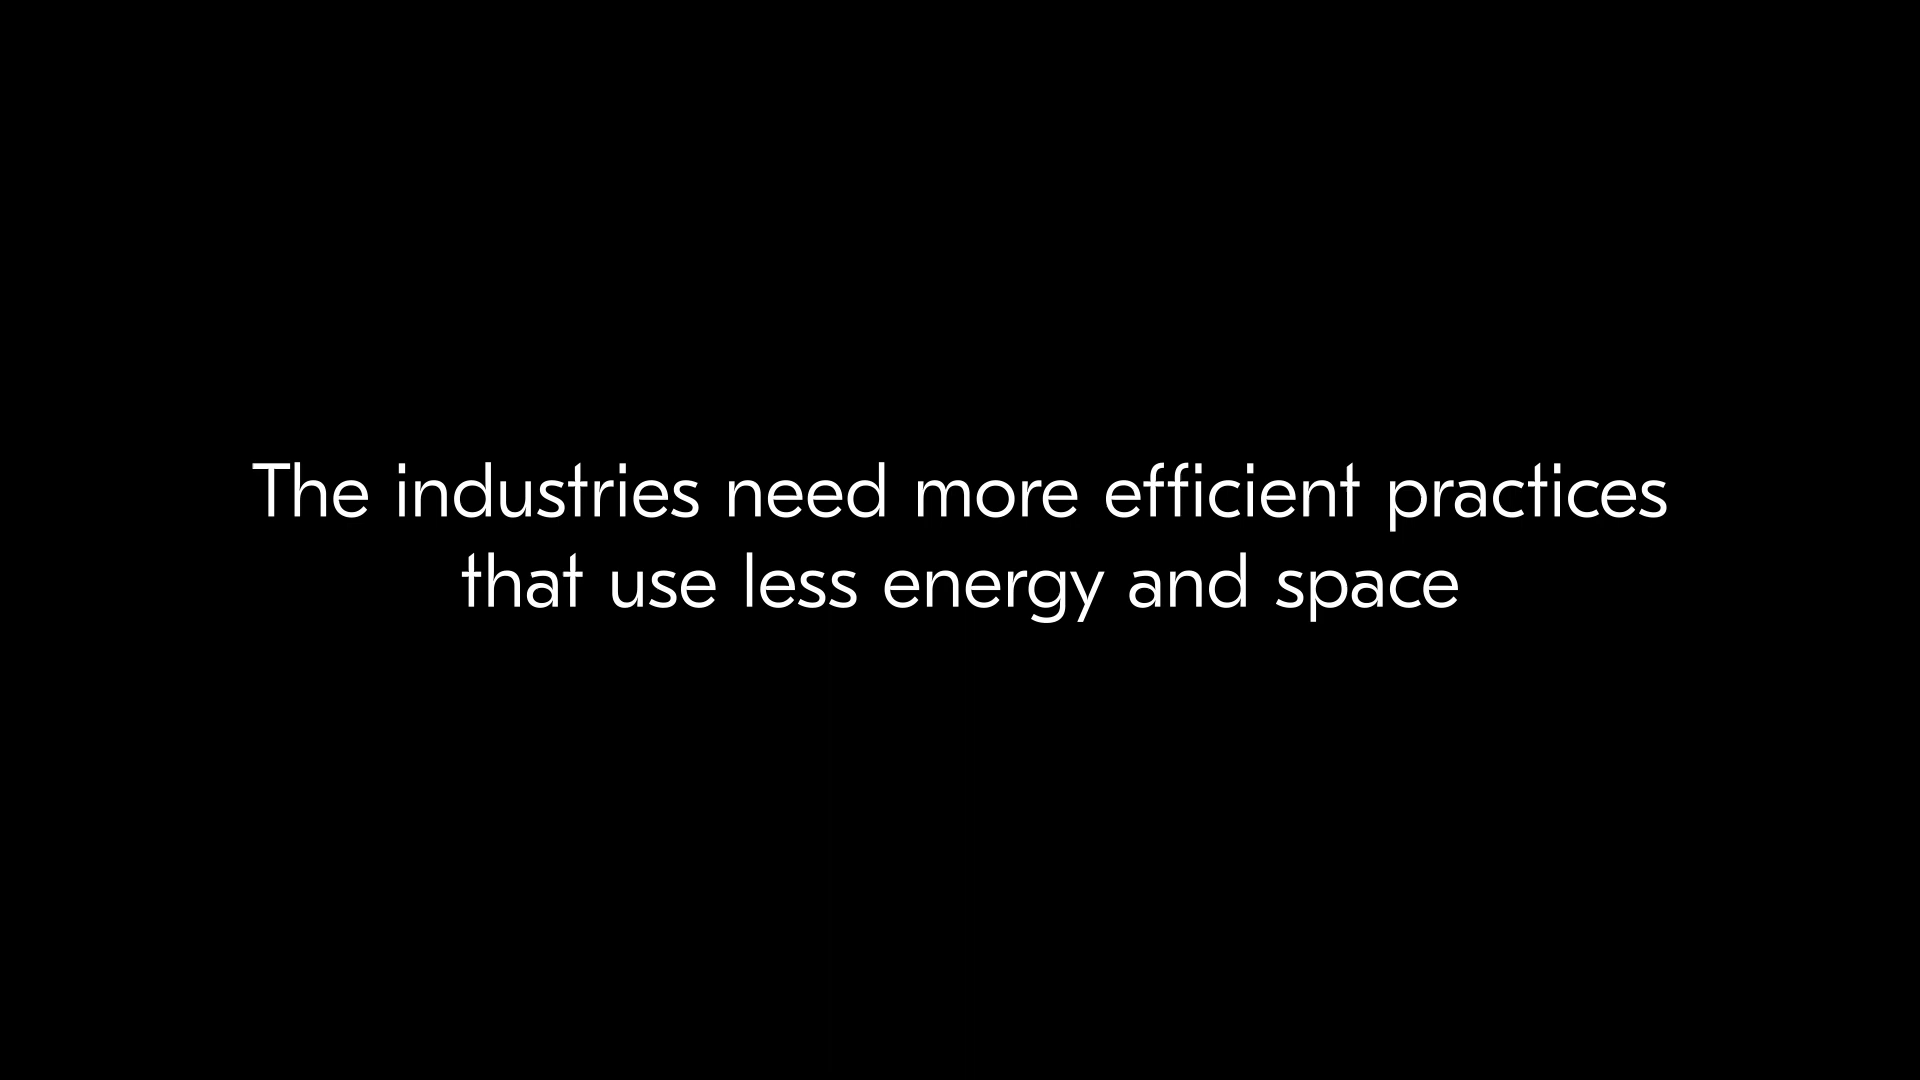 The industries need more efficient practices
that use less energy and space